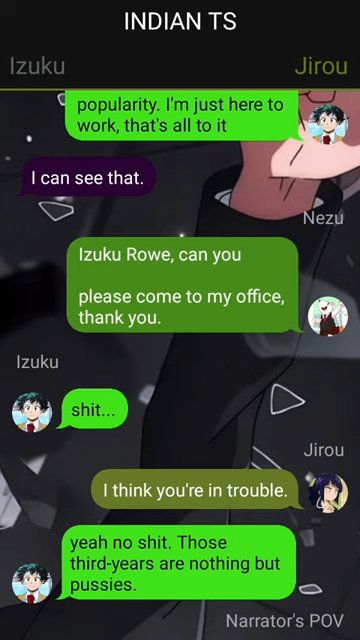 INDIAN TS
Izuku
Jirou
popularity. I'm just here to
work, that's all to it
I can see that.
Nezu
Izuku Rowe, can you
please come to my office,
thank you.
Izuku
shit...
Jirou
I think you're in trouble.
yeah no shit. Those
third-years are nothing but
pussies.
Narrator's POV